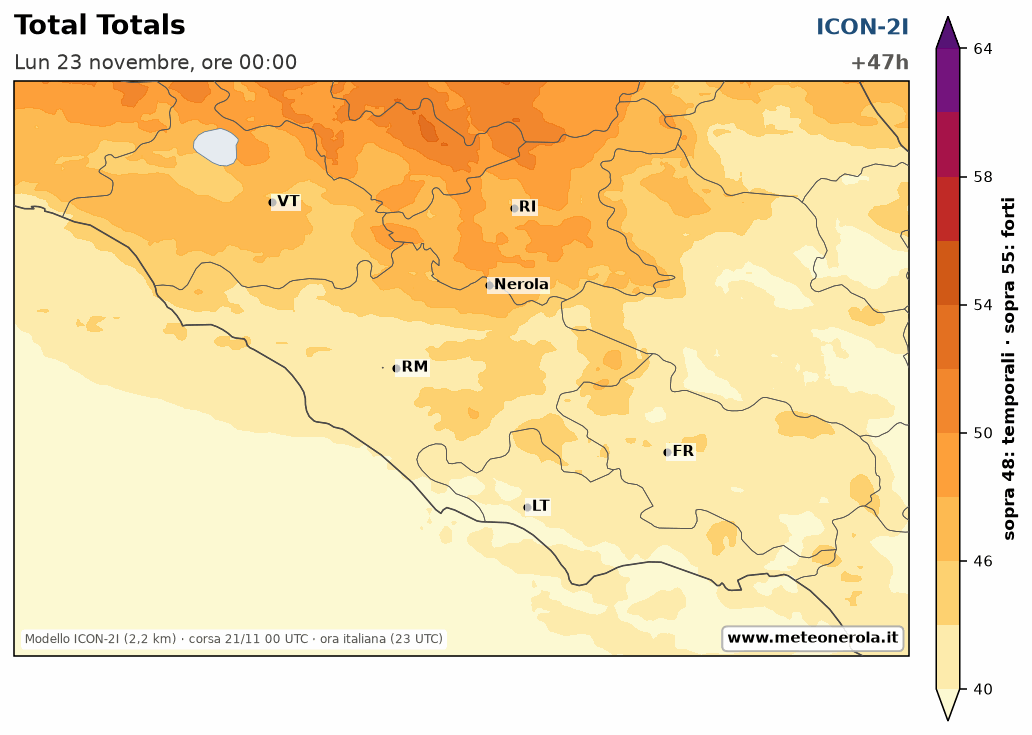 Total Totals
ICON-2I
Lun 23 novembre, ore 00:00
+47h
VT
RI
Nerola
RM
FR
LT
Modello ICON-2I (2,2 km) · corsa 21/11 00 UTC · ora italiana (23 UTC)
www.meteonerola.it
64
58
54
50
46
40
sopra 48: temporali · sopra 55: forti